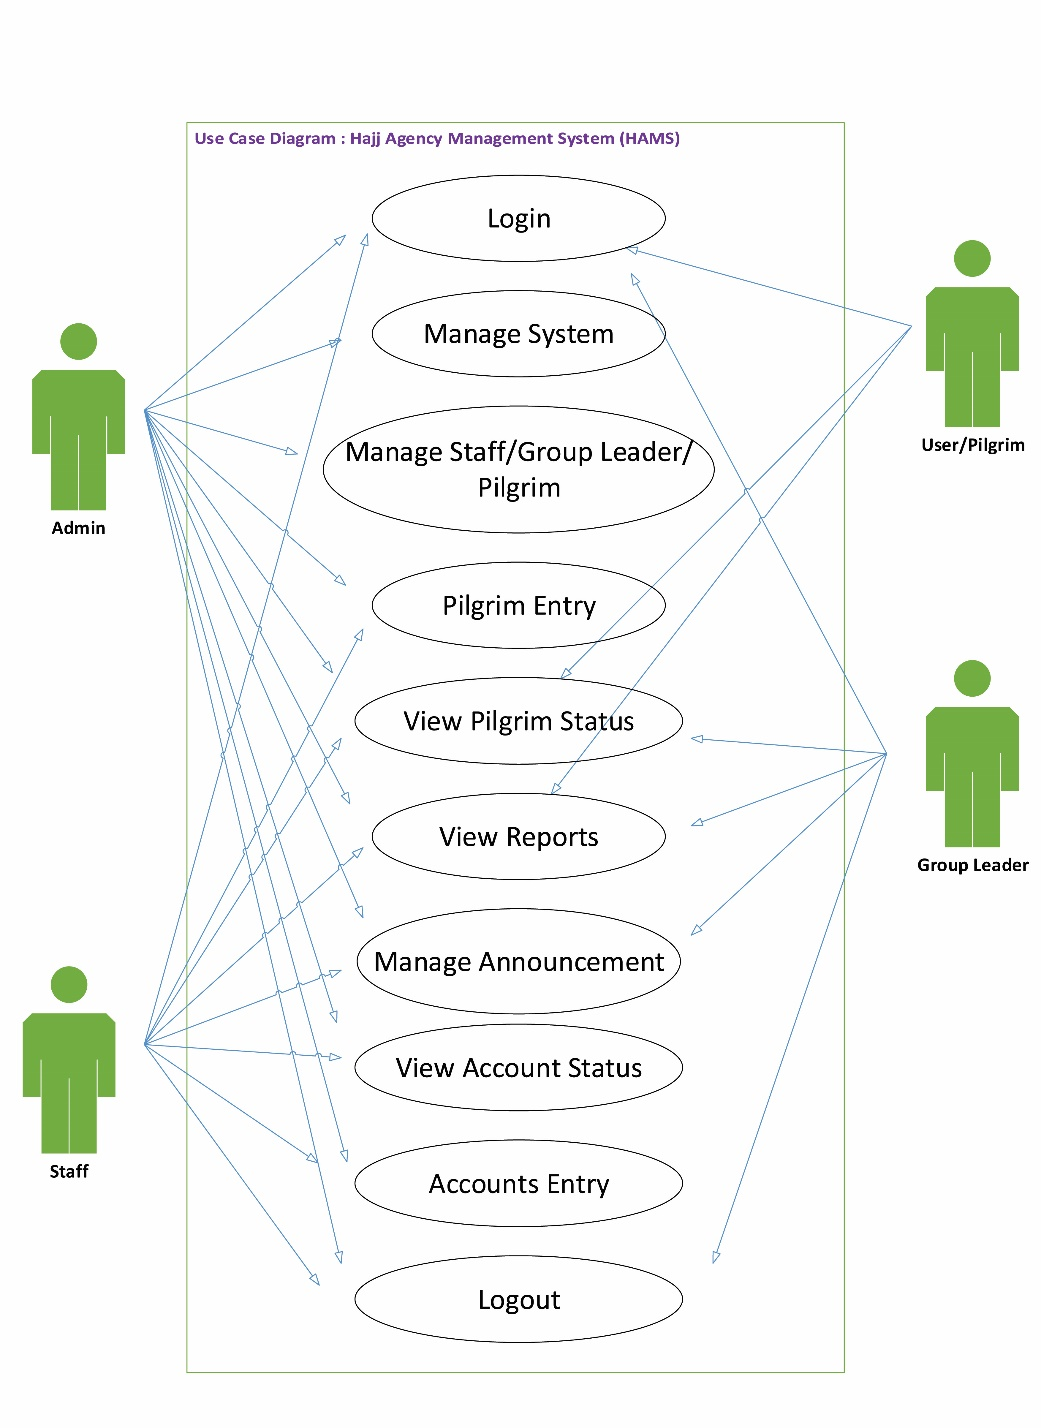 Use Case Diagram : Hajj Agency Management System (HAMS)
Login
Manage System
User/Pilgrim
Manage Staff/Group Leader/
Pilgrim
Admin
Pilgrim Entry
View Pilgrim Status
View Reports
Group Leader
Manage Announcement
View Account Status
Staff
Accounts Entry
Logout